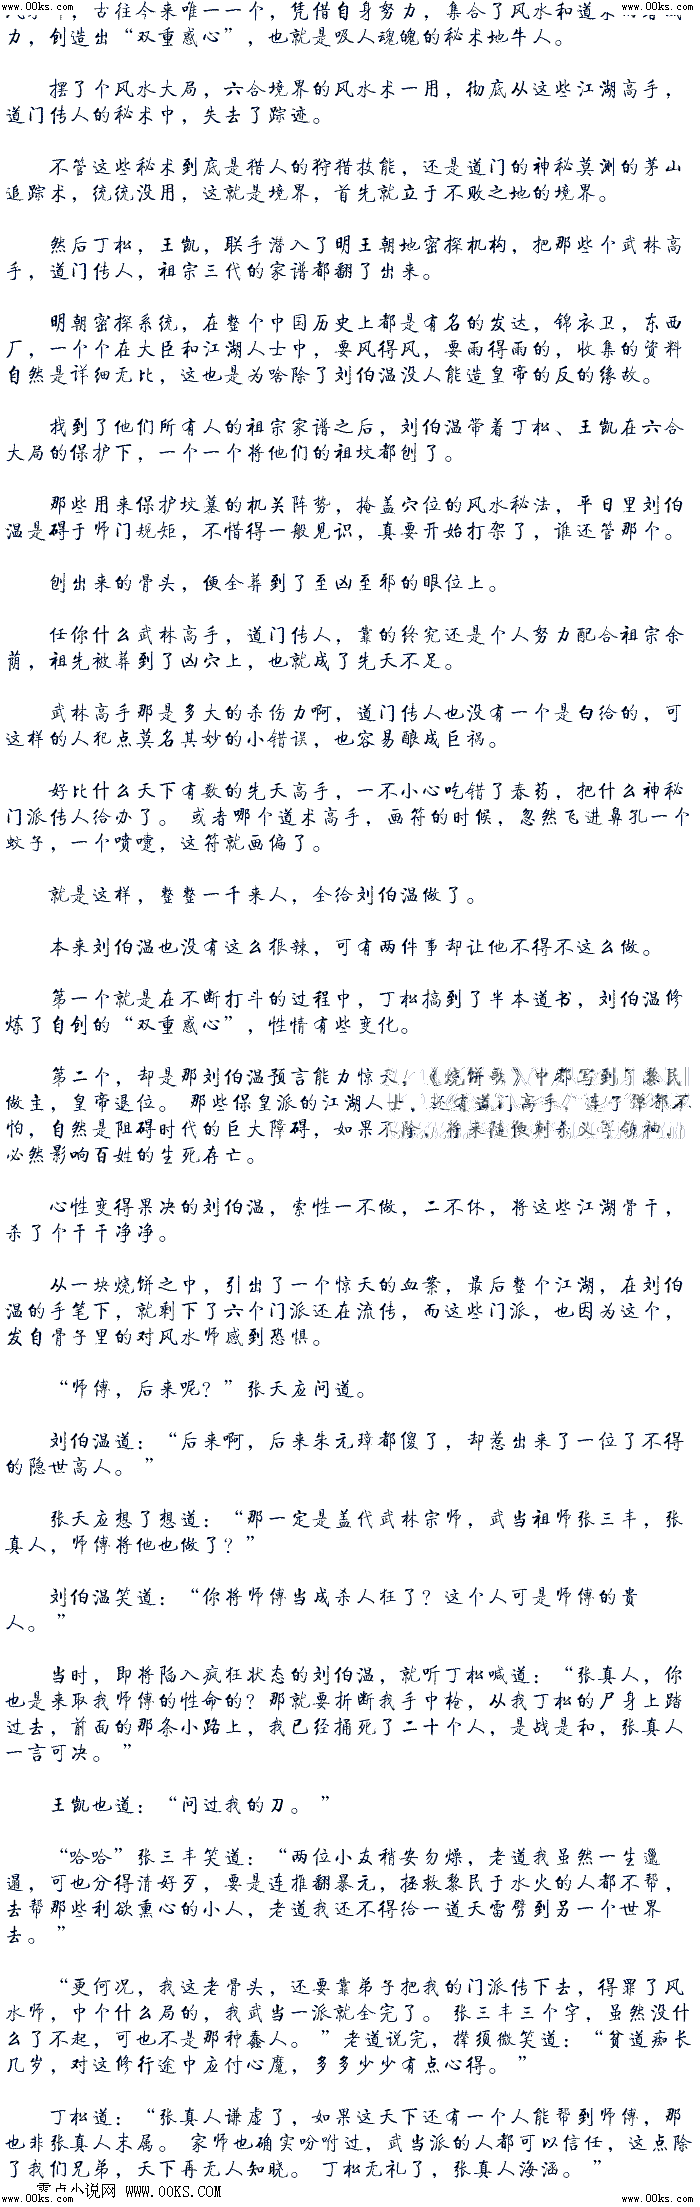 www.00ks.com www.00ks.com
古往今来唯一一个，凭借自身努力，集合了风水和道术
力，创造出“双重惑心”，也就是吸人魂魄的秘术地牛人。
摆了个风水大局，六合境界的风水术一用，彻底从这些江湖高手，
道门传人的秘术中，失去了踪迹。
不管这些秘术到底是猎人的狩猎技能，还是道门的神秘莫测的茅山
追踪术，统统没用，这就是境界，首先就立于不败之地的境界。
然后丁松，王凯，联手潜入了明王朝地密探机构，把那些个武林高
手，道门传人，祖宗三代的家谱都翻了出来。
明朝密探系统，在整个中国历史上都是有名的发达，锦衣卫，东西
厂，一个个在大臣和江湖人士中，要风得风，要雨得雨的，收集的资料
自然是详细无比，这也是为啥除了刘伯温没人能造皇帝的反的缘故。
找到了他们所有人的祖宗家谱之后，刘伯温带着丁松、王凯在六合
大局的保护下，一个一个将他们的祖坟都刨了。
那些用来保护坟墓的机关阵势，掩盖穴位的风水秘法，平日里刘伯
温是碍于师门规矩，不惜得一般见识，真要开始打架了，谁还管那个。
刨出来的骨头，便全葬到了至凶至邪的眼位上。
任你什么武林高手，道门传人，靠的终究还是个人努力配合祖宗余
荫，祖先被葬到了凶穴上，也就成了先天不足。
武林高手那是多大的杀伤力啊，道门传人也没有一个是白给的，可
这样的人犯点莫名其妙的小错误，也容易酿成巨祸。
好比什么天下有数的先天高手，一不小心吃错了春药，把什么神秘
门派传人给办了。 或者哪个道术高手，画符的时候，忽然飞进鼻孔一个
蚊子，一个喷嚏，这符就画偏了。
就是这样，整整一千来人，全给刘伯温做了。
本来刘伯温也没有这么狠辣，可有两件事却让他不得不这么做。
第一个就是在不断打斗的过程中，丁松搞到了半本道书，刘伯温修
炼了自创的“双重惑心”，性情有些变化。
第二个，却是那刘伯温预言能力惊天，《烧饼歌》中都写到了黎民
做主，皇帝退位。 那些保皇派的江湖人士，还有道门高手，连子弹都不
怕，自然是阻碍时代的巨大障碍，如果不除，将来随便刺杀义军领袖，
必然影响百姓的生死存亡。
心性变得果决的刘伯温，索性一不做，二不休，将这些江湖骨干，
杀了个干干净净。
从一块烧饼之中，引出了一个惊天的血案，最后整个江湖，在刘伯
温的手笔下，就剩下了六个门派还在流传，而这些门派，也因为这个，
发自骨子里的对风水师感到恐惧。
“师傅，后来呢？”张天应问道。
刘伯温道：“后来啊，后来朱元璋都傻了，却惹出来了一位了不得
的隐世高人。”
张天应想了想道：“那一定是盖代武林宗师，武当祖师张三丰，张
真人，师傅将他也做了？”
刘伯温笑道：“你将师傅当成杀人狂了？这个人可是师傅的贵
人。”
当时，即将陷入疯狂状态的刘伯温，就听丁松喊道：“张真人，你
也是来取我师傅的性命的？那就要折断我手中枪，从我丁松的尸身上踏
过去，前面的那条小路上，我已经捅死了二十个人，是战是和，张真人
一言可决。”
王凯也道：“问过我的刀。”
“哈哈”张三丰笑道：“两位小友稍安勿燥，老道我虽然一生邋
遢，可也分得清好歹，要是连推翻暴元，拯救黎民于水火的人都不帮，
去帮那些利欲熏心的小人，老道我还不得给一道天雷劈到另一个世界
去。”
“更何况，我这老骨头，还要靠弟子把我的门派传下去，得罪了风
水师，中个什么局的，我武当一派就全完了。 张三丰三个字，虽然没什
么了不起，可也不是那种蠢人。”老道说完，撑须微笑道：“贫道痴长
几岁，对这修行途中应付心魔，多多少少有点心得。”
丁松道：“张真人谦虚了，如果这天下还有一个人能帮到师傅，那
也非张真人末属。 家师也确实吩咐过，武当派的人都可以信任，这点除
了我们兄弟，天下再无人知晓。 丁松无礼了，张真人海涵。”
零点小说网 www.00KS.COM
www.00ks.com www.00ks.com